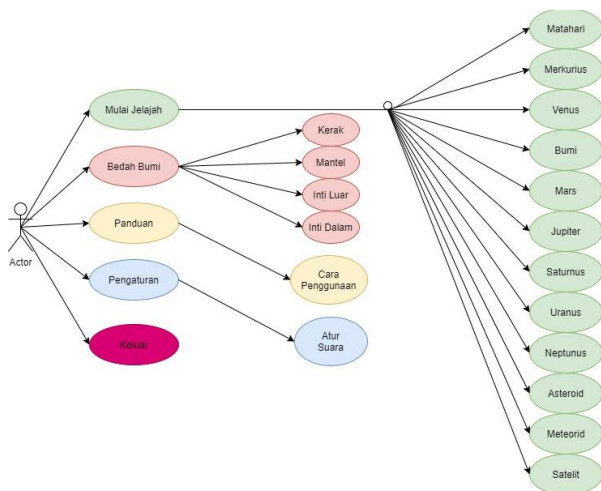 Actor
Mulai Jelajah
Bedah Bumi
Panduan
Pengaturan
Keluar
Kerak
Mantel
Inti Luar
Inti Dalam
Cara
Penggunaan
Atur
Suara
Matahari
Merkurius
Venus
Bumi
Mars
Jupiter
Saturnus
Uranus
Neptunus
Asteroid
Meteorid
Satelit